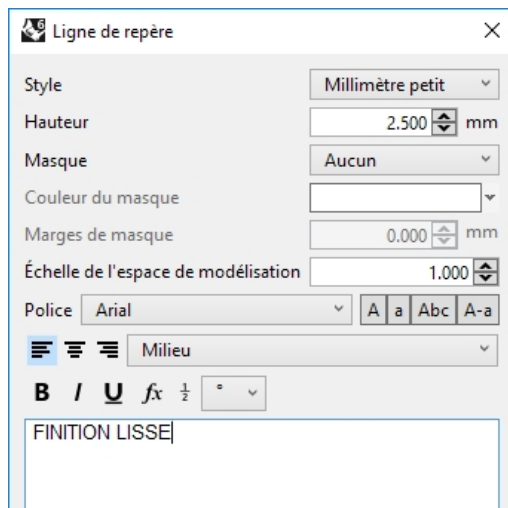 Ligne de repère
Style Millimètre petit
Hauteur 2.500 mm
Masque Aucun
Couleur du masque
Marges de masque 0.000 mm
Échelle de l'espace de modélisation 1.000
Police Arial A a Abc A-a
Milieu
B I U fx ½ °
FINITION LISSE